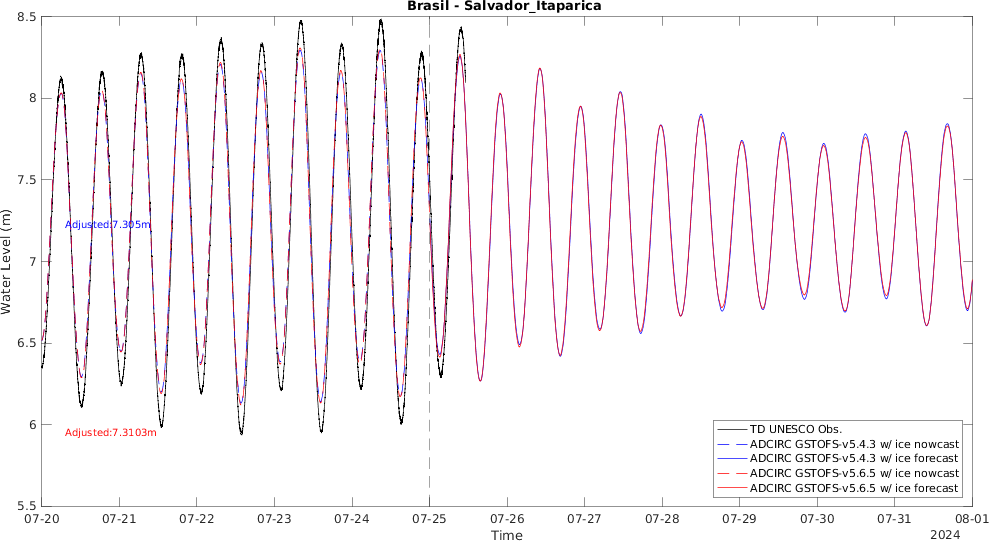 Brasil - Salvador_Itaparica
Water Level (m)
8.5
8
7.5
7
6.5
6
5.5
Adjusted:7.305m
Adjusted:7.3103m
TD UNESCO Obs.
ADCIRC GSTOFS-v5.4.3 w/ ice nowcast
ADCIRC GSTOFS-v5.4.3 w/ ice forecast
ADCIRC GSTOFS-v5.6.5 w/ ice nowcast
ADCIRC GSTOFS-v5.6.5 w/ ice forecast
07-20 07-21 07-22 07-23 07-24 07-25 07-26 07-27 07-28 07-29 07-30 07-31 08-01
Time
2024